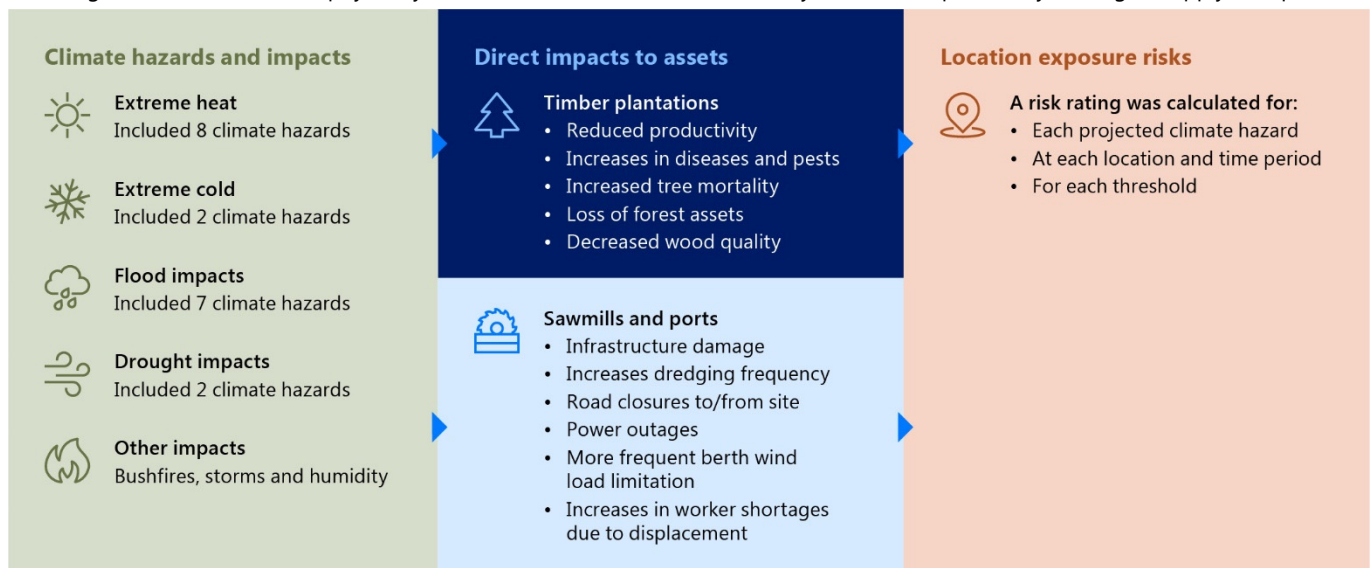 Climate hazards and impacts
Extreme heat
Included 8 climate hazards
Extreme cold
Included 2 climate hazards
Flood impacts
Included 7 climate hazards
Drought impacts
Included 2 climate hazards
Other impacts
Bushfires, storms and humidity
Direct impacts to assets
Timber plantations
• Reduced productivity
• Increases in diseases and pests
• Increased tree mortality
• Loss of forest assets
• Decreased wood quality
Sawmills and ports
• Infrastructure damage
• Increases dredging frequency
• Road closures to/from site
• Power outages
• More frequent berth wind
load limitation
• Increases in worker shortages
due to displacement
Location exposure risks
A risk rating was calculated for:
• Each projected climate hazard
• At each location and time period
• For each threshold